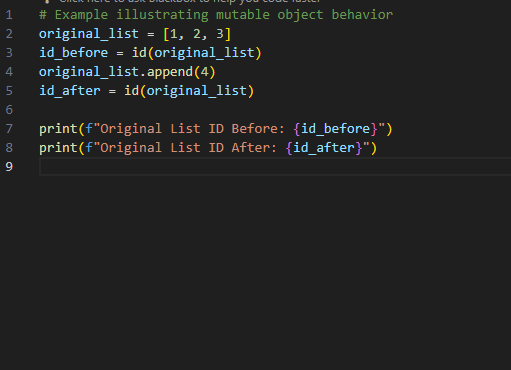 Click here to ask Blackbox to help you code faster
1 # Example illustrating mutable object behavior
2 original_list = [1, 2, 3]
3 id_before = id(original_list)
4 original_list.append(4)
5 id_after = id(original_list)
6
7 print(f"Original List ID Before: {id_before}")
8 print(f"Original List ID After: {id_after}")
9